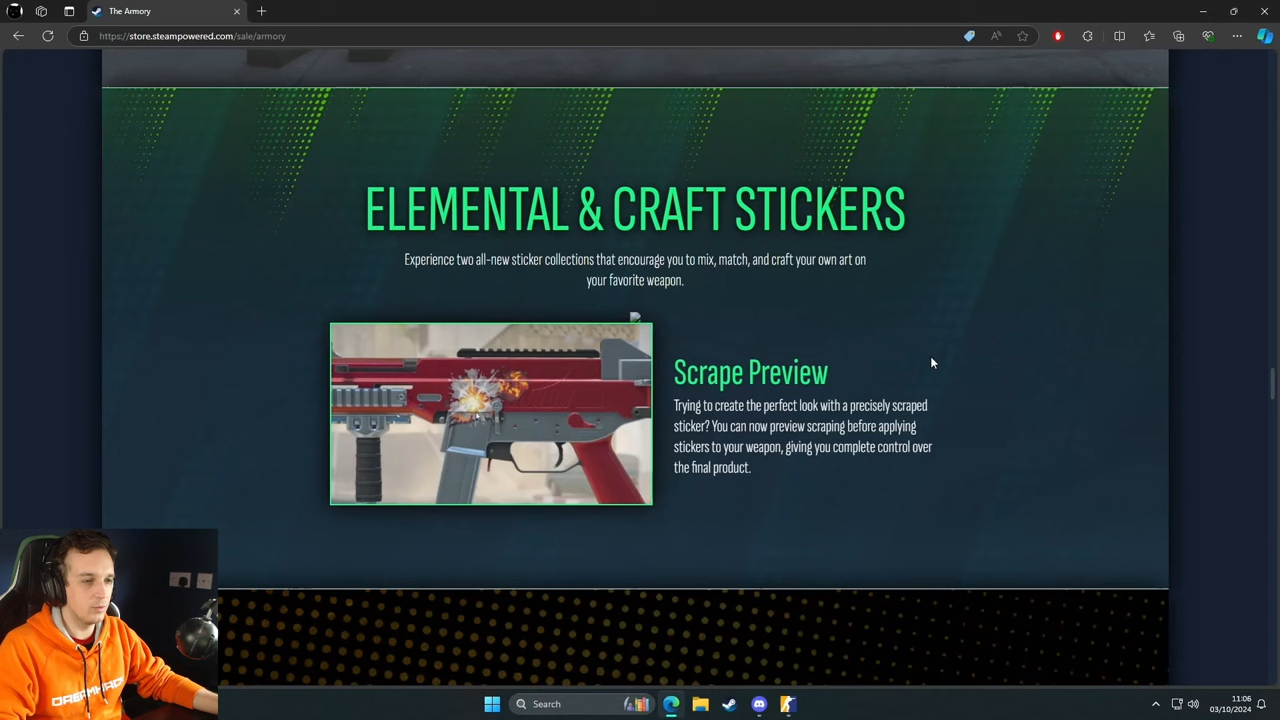 The Armory
https://store.steampowered.com/sale/armory
ELEMENTAL & CRAFT STICKERS
Experience two all-new sticker collections that encourage you to mix, match, and craft your own art on
your favorite weapon.
Scrape Preview
Trying to create the perfect look with a precisely scraped
sticker? You can now preview scraping before applying
stickers to your weapon, giving you complete control over
the final product.
DREAMHACK
Search
11:06
03/10/2024